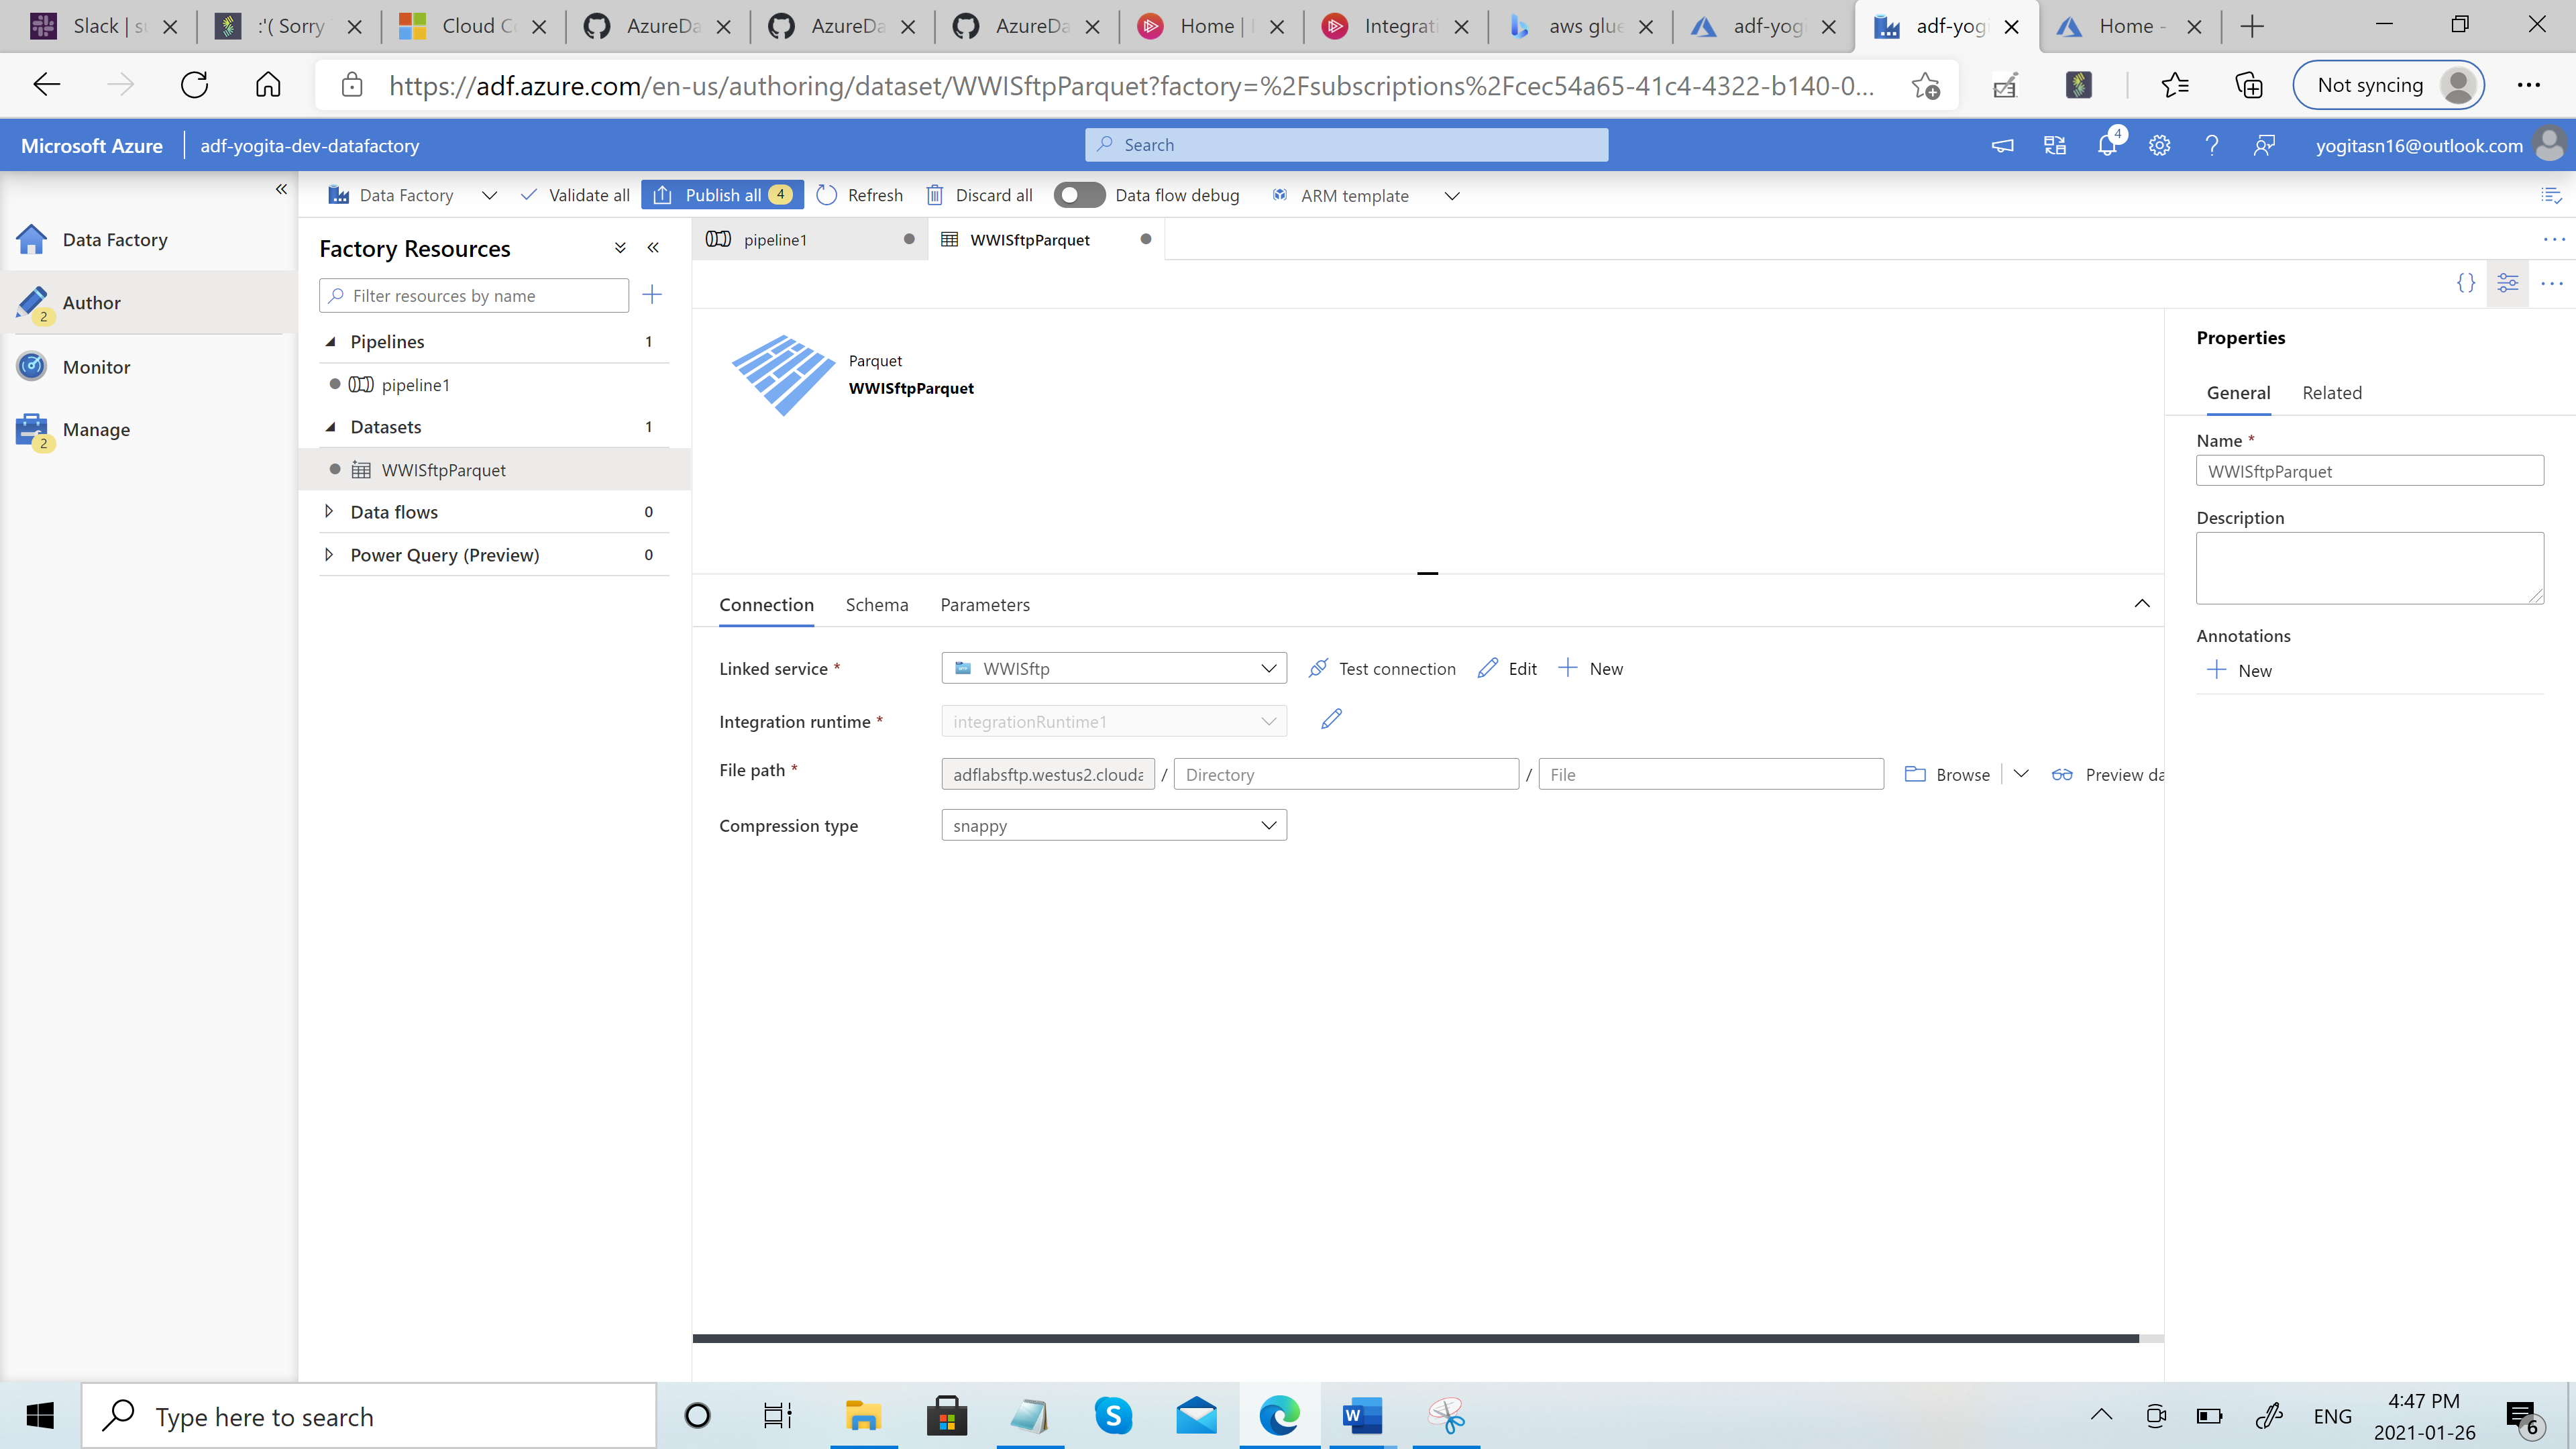 Slack | su
:'( Sorry
Cloud Co
AzureDa
AzureDa
AzureDa
Home |
Integrati
aws glue
adf-yogi
adf-yogi
Home -
https://adf.azure.com/en-us/authoring/dataset/WWISftpParquet?factory=%2Fsubscriptions%2Fcec54a65-41c4-4322-b140-0...
Not syncing
Microsoft Azure
adf-yogita-dev-datafactory
Search
4
yogitasn16@outlook.com
Data Factory
Validate all
Publish all 4
Refresh
Discard all
Data flow debug
ARM template
Data Factory
Author
2
Monitor
Manage
2
Factory Resources
Filter resources by name
Pipelines 1
pipeline1
Datasets 1
WWISftpParquet
Data flows 0
Power Query (Preview) 0
pipeline1
WWISftpParquet
Parquet
WWISftpParquet
Connection
Schema
Parameters
Linked service *
WWISftp
Test connection
Edit
New
Integration runtime *
integrationRuntime1
File path *
adflabsftp.westus2.clouda
/
Directory
/
File
Browse
Preview da
Compression type
snappy
Properties
General
Related
Name *
WWISftpParquet
Description
Annotations
New
Type here to search
ENG
4:47 PM
2021-01-26
6